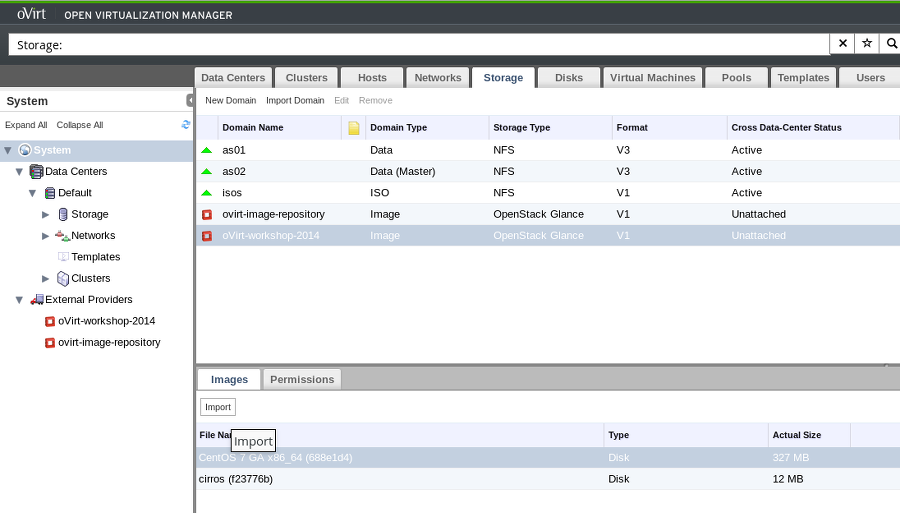 oVirt OPEN VIRTUALIZATION MANAGER
Storage:
Data Centers Clusters Hosts Networks Storage Disks Virtual Machines Pools Templates Users
System
Expand All Collapse All
System
Data Centers
Default
Storage
Networks
Templates
Clusters
External Providers
oVirt-workshop-2014
ovirt-image-repository
New Domain Import Domain Edit Remove
Domain Name Domain Type Storage Type Format Cross Data-Center Status
as01 Data NFS V3 Active
as02 Data (Master) NFS V3 Active
isos ISO NFS V1 Active
ovirt-image-repository Image OpenStack Glance V1 Unattached
oVirt-workshop-2014 Image OpenStack Glance V1 Unattached
Images Permissions
Import
File Type Actual Size
Import
CentOS 7 GA x86_64 (688e1d4) Disk 327 MB
cirros (f23776b) Disk 12 MB